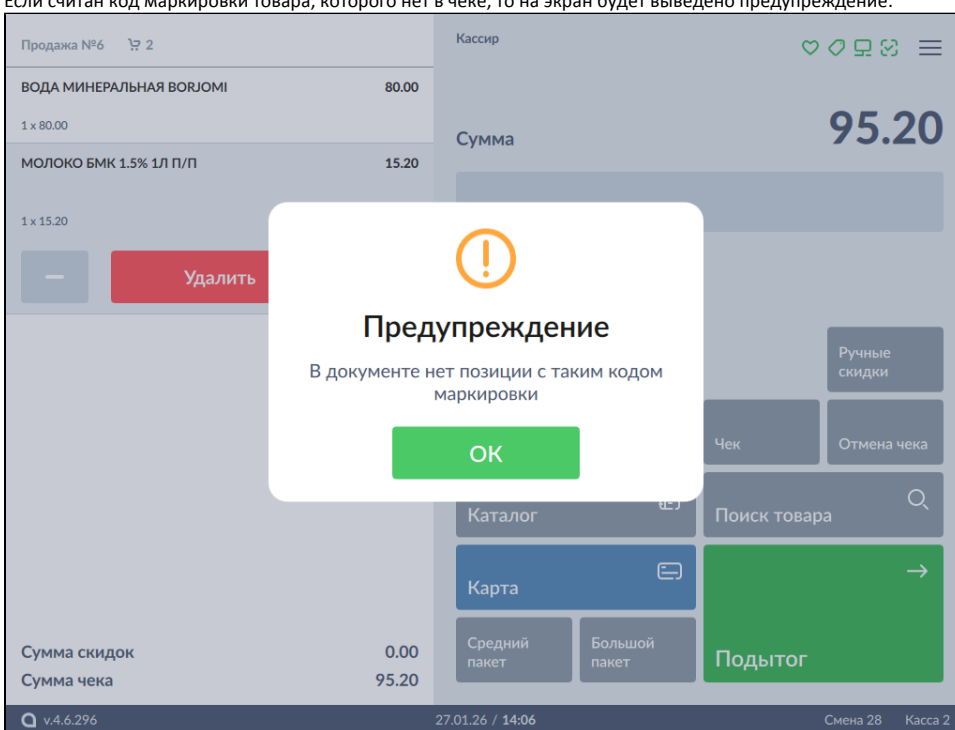 Если считан код маркировки товара, которого нет в чеке, то на экран будет выведено предупреждение:
Продажа №6 2
Кассир
ВОДА МИНЕРАЛЬНАЯ BORJOMI 80.00
1 x 80.00
Сумма 95.20
МОЛОКО БМК 1.5% 1Л П/П 15.20
1 x 15.20
Удалить
Предупреждение
В документе нет позиции с таким кодом
маркировки
ОК
Ручные
скидки
Чек
Отмена чека
Каталог
Поиск товара
Карта
Средний
пакет
Большой
пакет
Подытог
Сумма скидок 0.00
Сумма чека 95.20
v.4.6.296
27.01.26 / 14:06
Смена 28 Касса 2